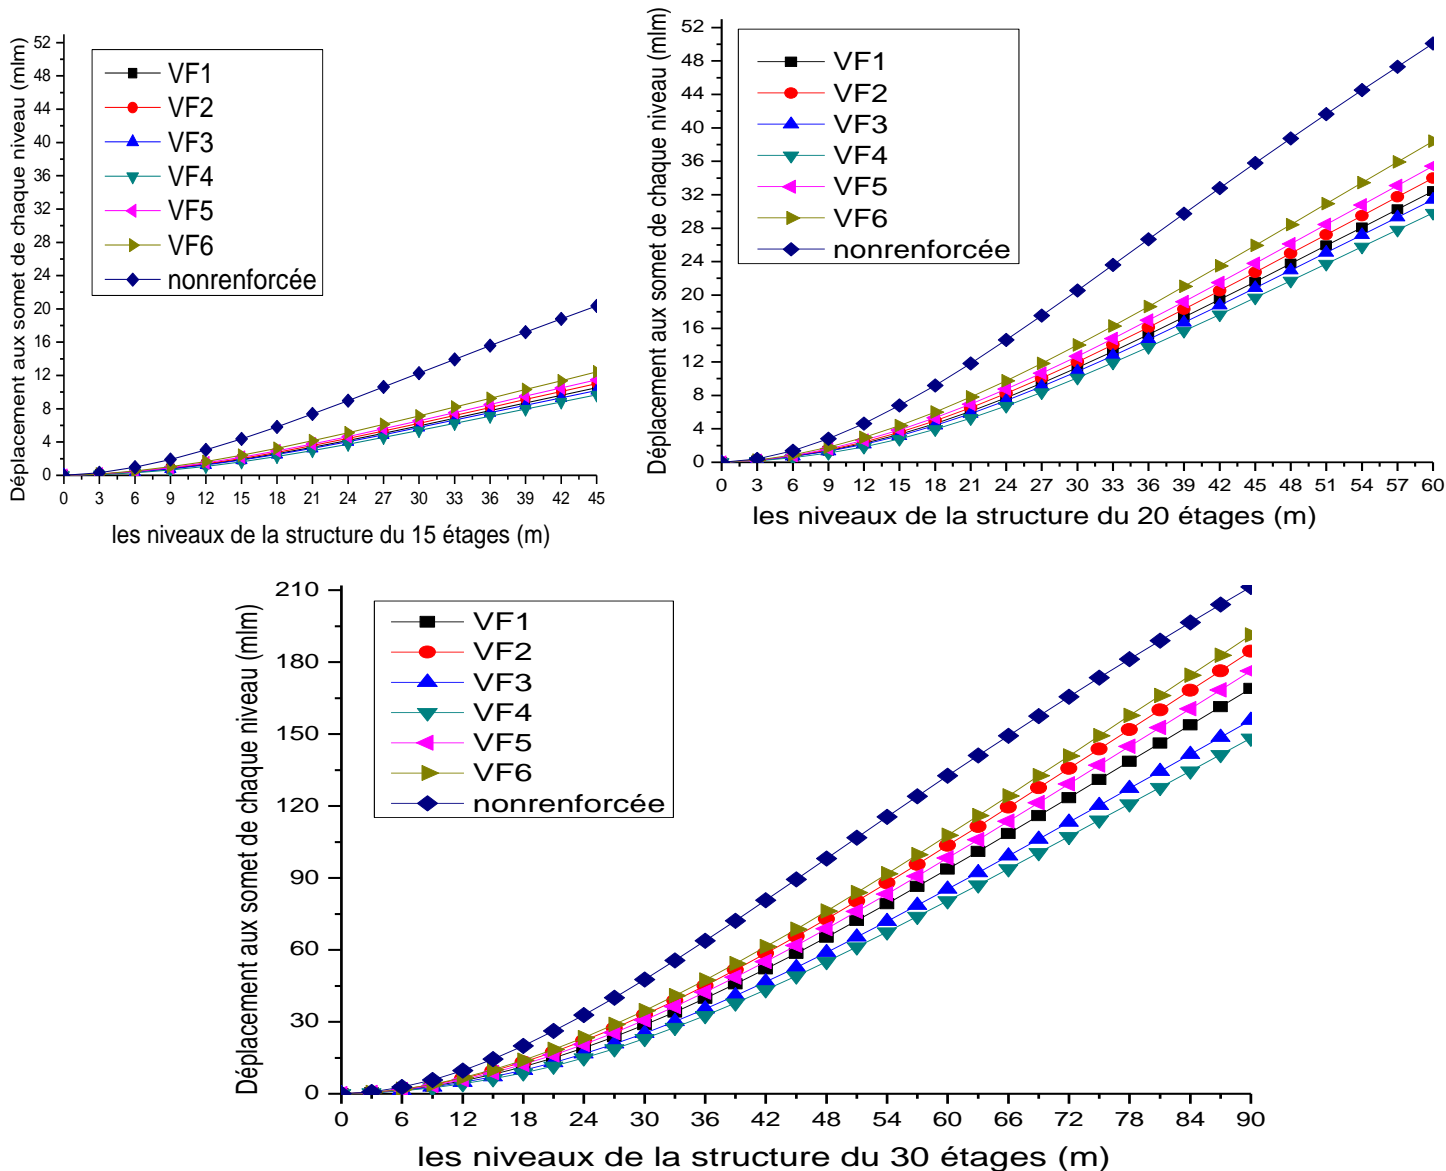 Déplacement aux somet de chaque niveau (mlm)
52
48
44
40
36
32
28
24
20
16
12
8
4
0
VF1
VF2
VF3
VF4
VF5
VF6
nonrenforcée
0 3 6 9 12 15 18 21 24 27 30 33 36 39 42 45
les niveaux de la structure du 15 étages (m)
Déplacement aux somet de chaque niveau (mlm)
52
48
44
40
36
32
28
24
20
16
12
8
4
0
VF1
VF2
VF3
VF4
VF5
VF6
nonrenforcée
0 3 6 9 12 15 18 21 24 27 30 33 36 39 42 45 48 51 54 57 60
les niveaux de la structure du 20 étages (m)
Déplacement aux somet de chaque niveau (mlm)
210
180
150
120
90
60
30
0
VF1
VF2
VF3
VF4
VF5
VF6
nonrenforcée
0 6 12 18 24 30 36 42 48 54 60 66 72 78 84 90
les niveaux de la structure du 30 étages (m)